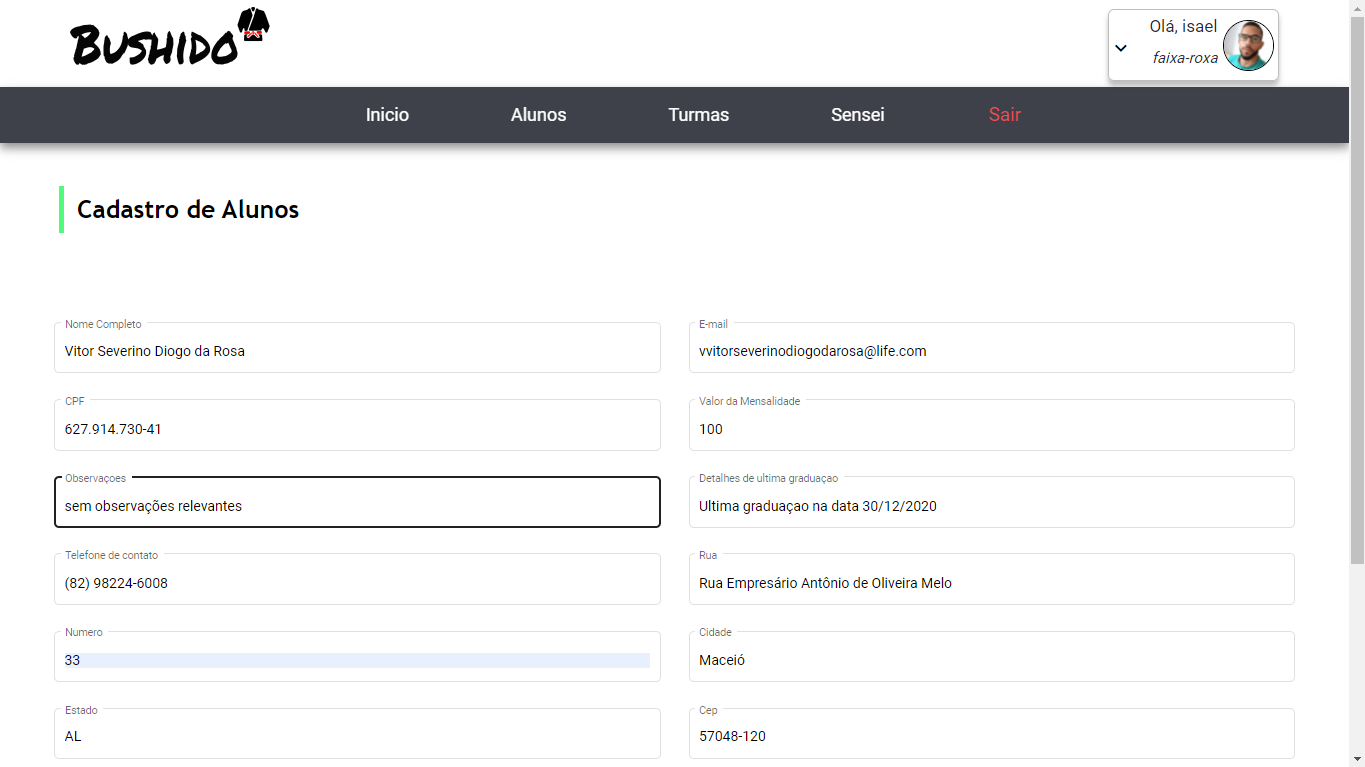 BUSHIDO
Olá, isael
faixa-roxa
Inicio Alunos Turmas Sensei Sair
Cadastro de Alunos
Nome Completo E-mail
Vitor Severino Diogo da Rosa vvitorseverinodiogodarosa@life.com
CPF Valor da Mensalidade
627.914.730-41 100
Observaçoes Detalhes de ultima graduaçao
sem observações relevantes Ultima graduaçao na data 30/12/2020
Telefone de contato Rua
(82) 98224-6008 Rua Empresário Antônio de Oliveira Melo
Numero Cidade
33 Maceió
Estado Cep
AL 57048-120